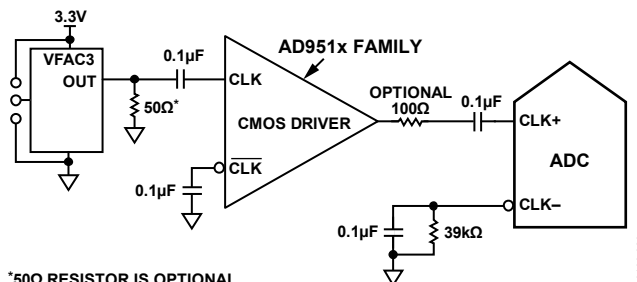 3.3V
VFAC3
OUT
50Ω*
0.1µF
CLK
AD951x FAMILY
CMOS DRIVER
CLK
0.1µF
OPTIONAL
100Ω
0.1µF
CLK+
ADC
CLK–
0.1µF
39kΩ
*50Ω RESISTOR IS OPTIONAL